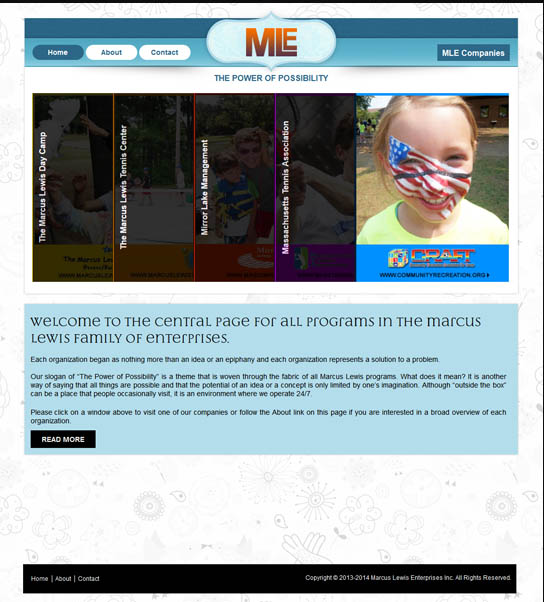 Home
About
Contact
MLE
MLE Companies
THE POWER OF POSSIBILITY
The Marcus Lewis Day Camp
The Marcus Lewis Tennis Center
Mirror Lake Management
Massachusetts Tennis Association
The Marcus Lewis
WWW.MARCUSLEWI
WWW.MARCUSLEWIS
CRAFT
WWW.COMMUNITYRECREATION.ORG
Welcome to the central page for all programs in the Marcus
Lewis Family of Enterprises.
Each organization began as nothing more than an idea or an epiphany and each organization represents a solution to a problem.
Our slogan of “The Power of Possibility” is a theme that is woven through the fabric of all Marcus Lewis programs. What does it mean? It is another
way of saying that all things are possible and that the potential of an idea or a concept is only limited by one's imagination. Although “outside the box”
can be a place that people occasionally visit, it is an environment where we operate 24/7.
Please click on a window above to visit one of our companies or follow the About link on this page if you are interested in a broad overview of each
organization.
READ MORE
Home | About | Contact
Copyright © 2013-2014 Marcus Lewis Enterprises Inc. All Rights Reserved.